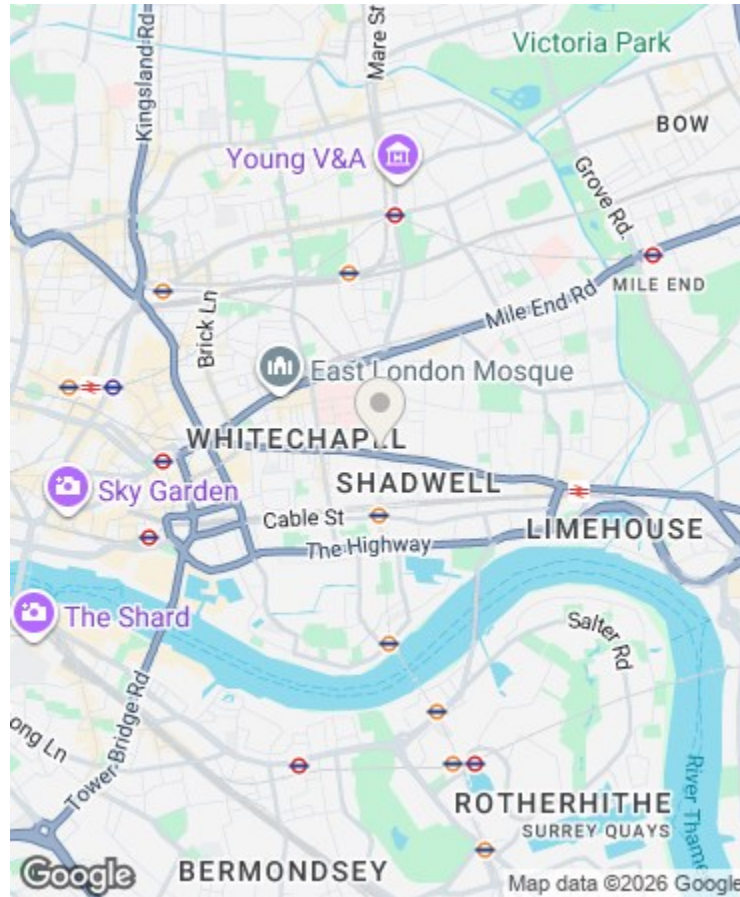 Kingsland Rd
Mare St
Victoria Park
BOW
Young V&A
Grove Rd.
MILE END
Mile End Rd
Brick Ln
East London Mosque
WHITECHAPEL
SHADWELL
Sky Garden
Cable St
LIMEHOUSE
The Highway
The Shard
Salter Rd
ong Ln
Tower Bridge Rd
River Thame
ROTHERHITHE
SURREY QUAYS
BERMONDSEY
Google
Map data ©2026 Google